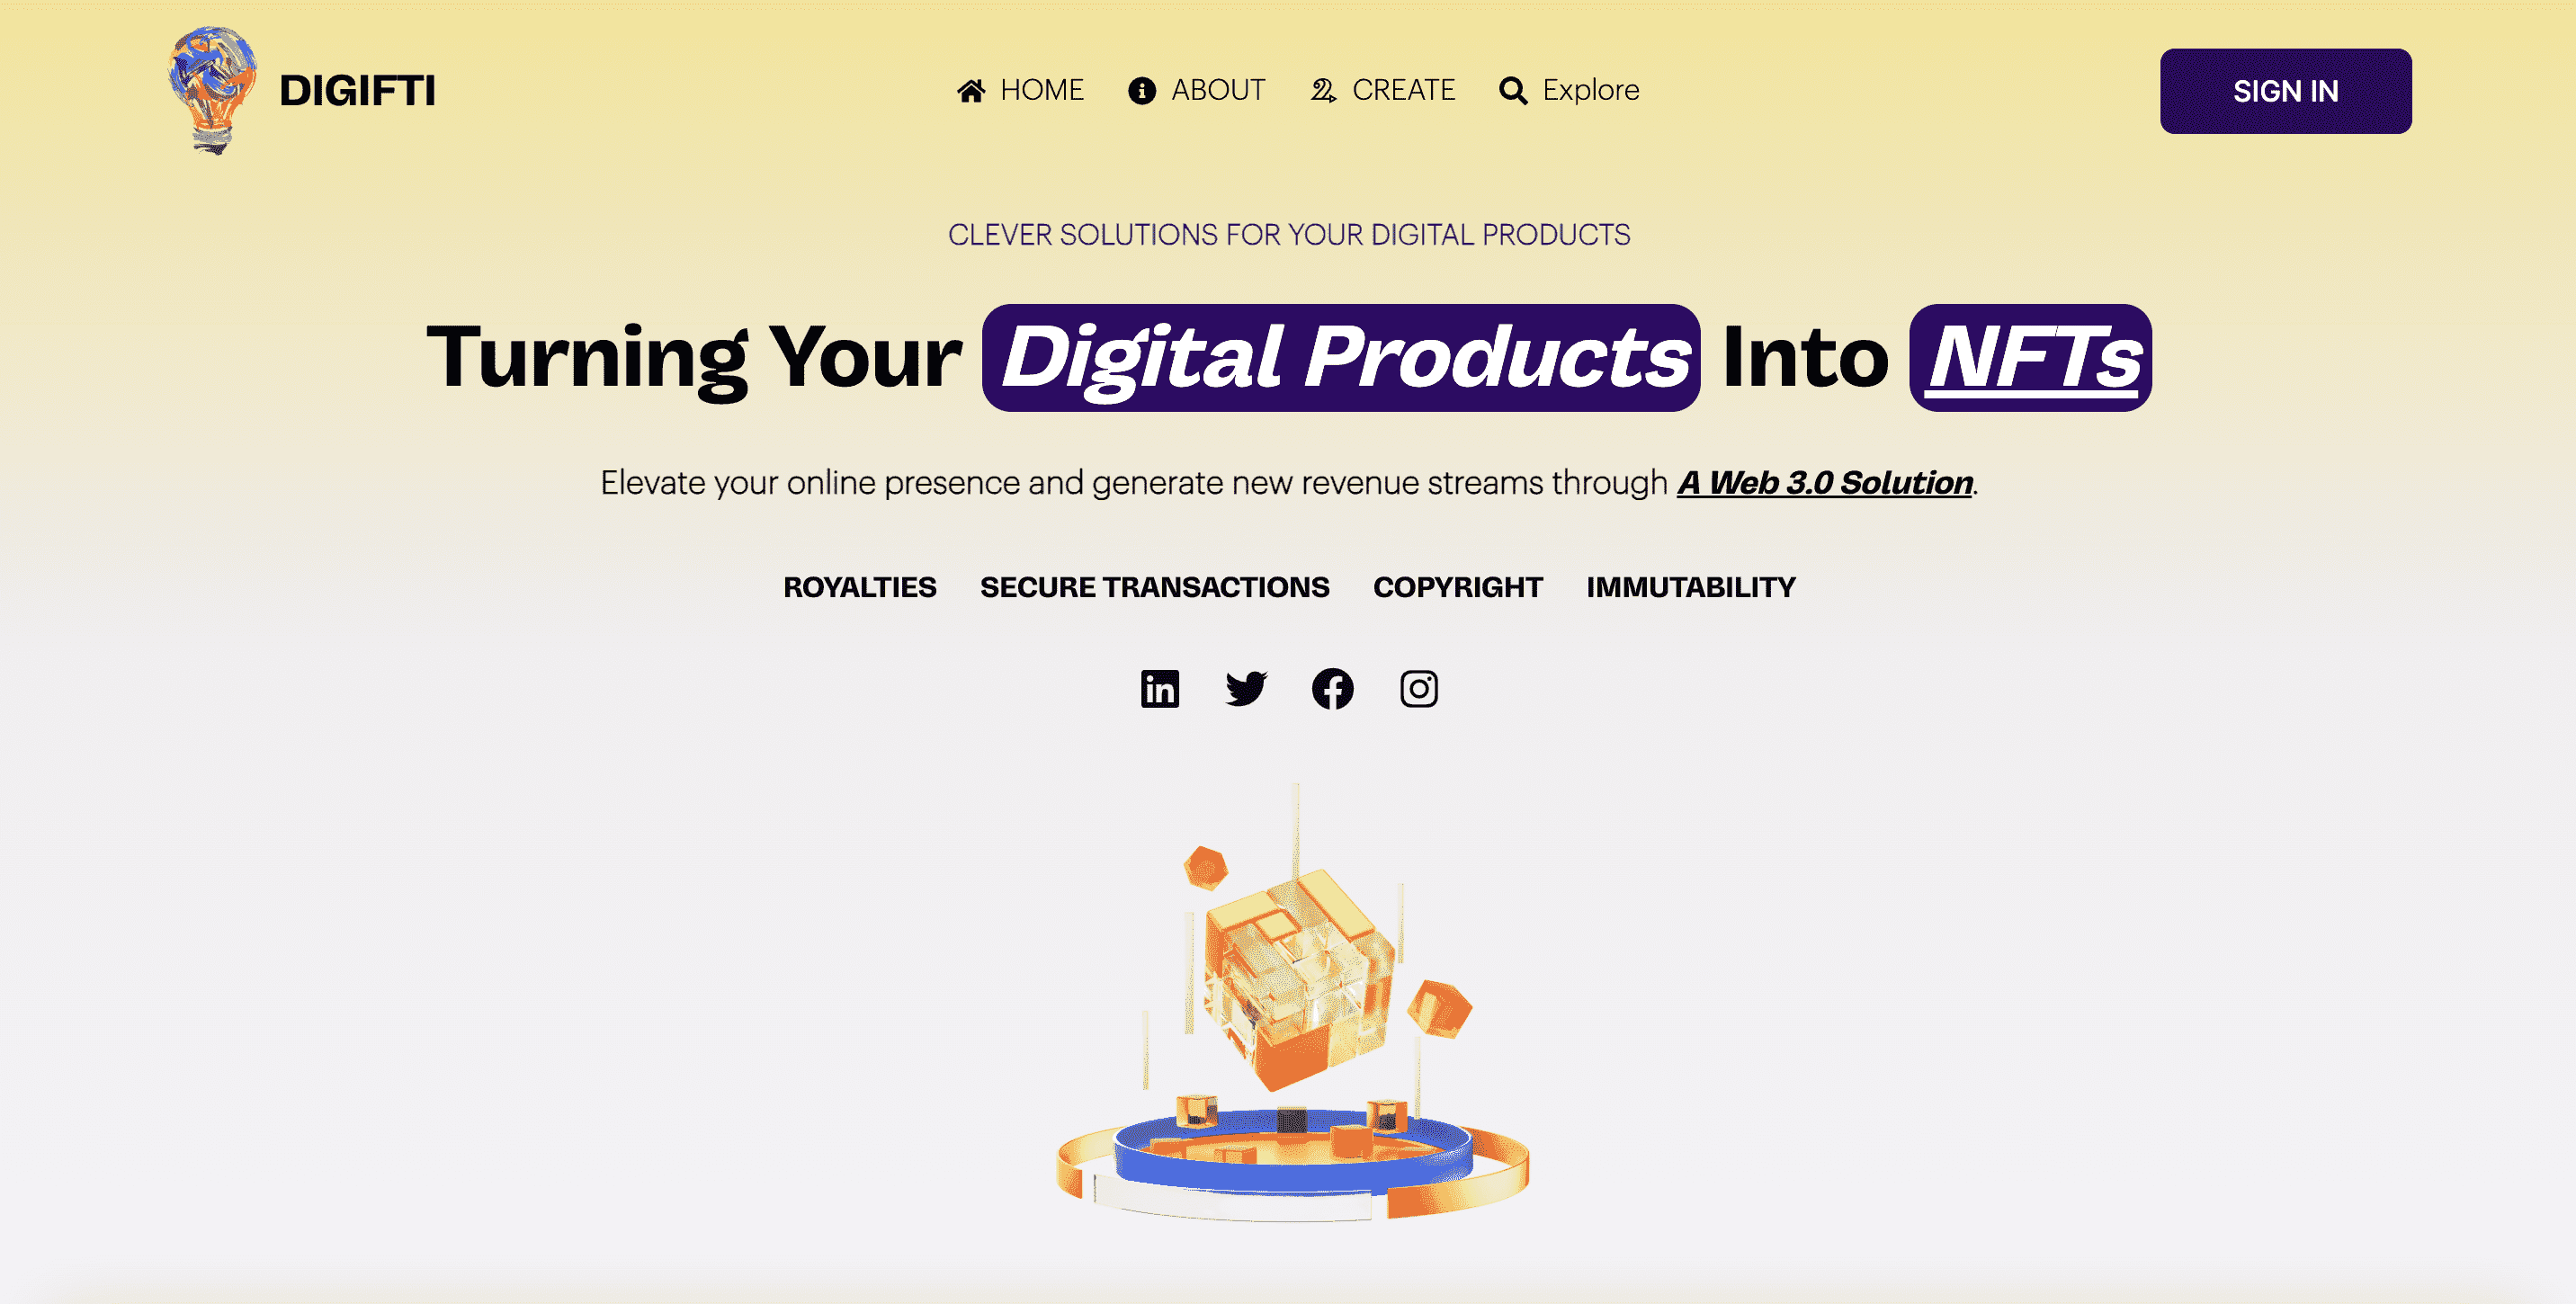 DIGIFTI
HOME ABOUT CREATE Explore
SIGN IN
CLEVER SOLUTIONS FOR YOUR DIGITAL PRODUCTS
Turning Your Digital Products Into NFTs
Elevate your online presence and generate new revenue streams through A Web 3.0 Solution.
ROYALTIES SECURE TRANSACTIONS COPYRIGHT IMMUTABILITY